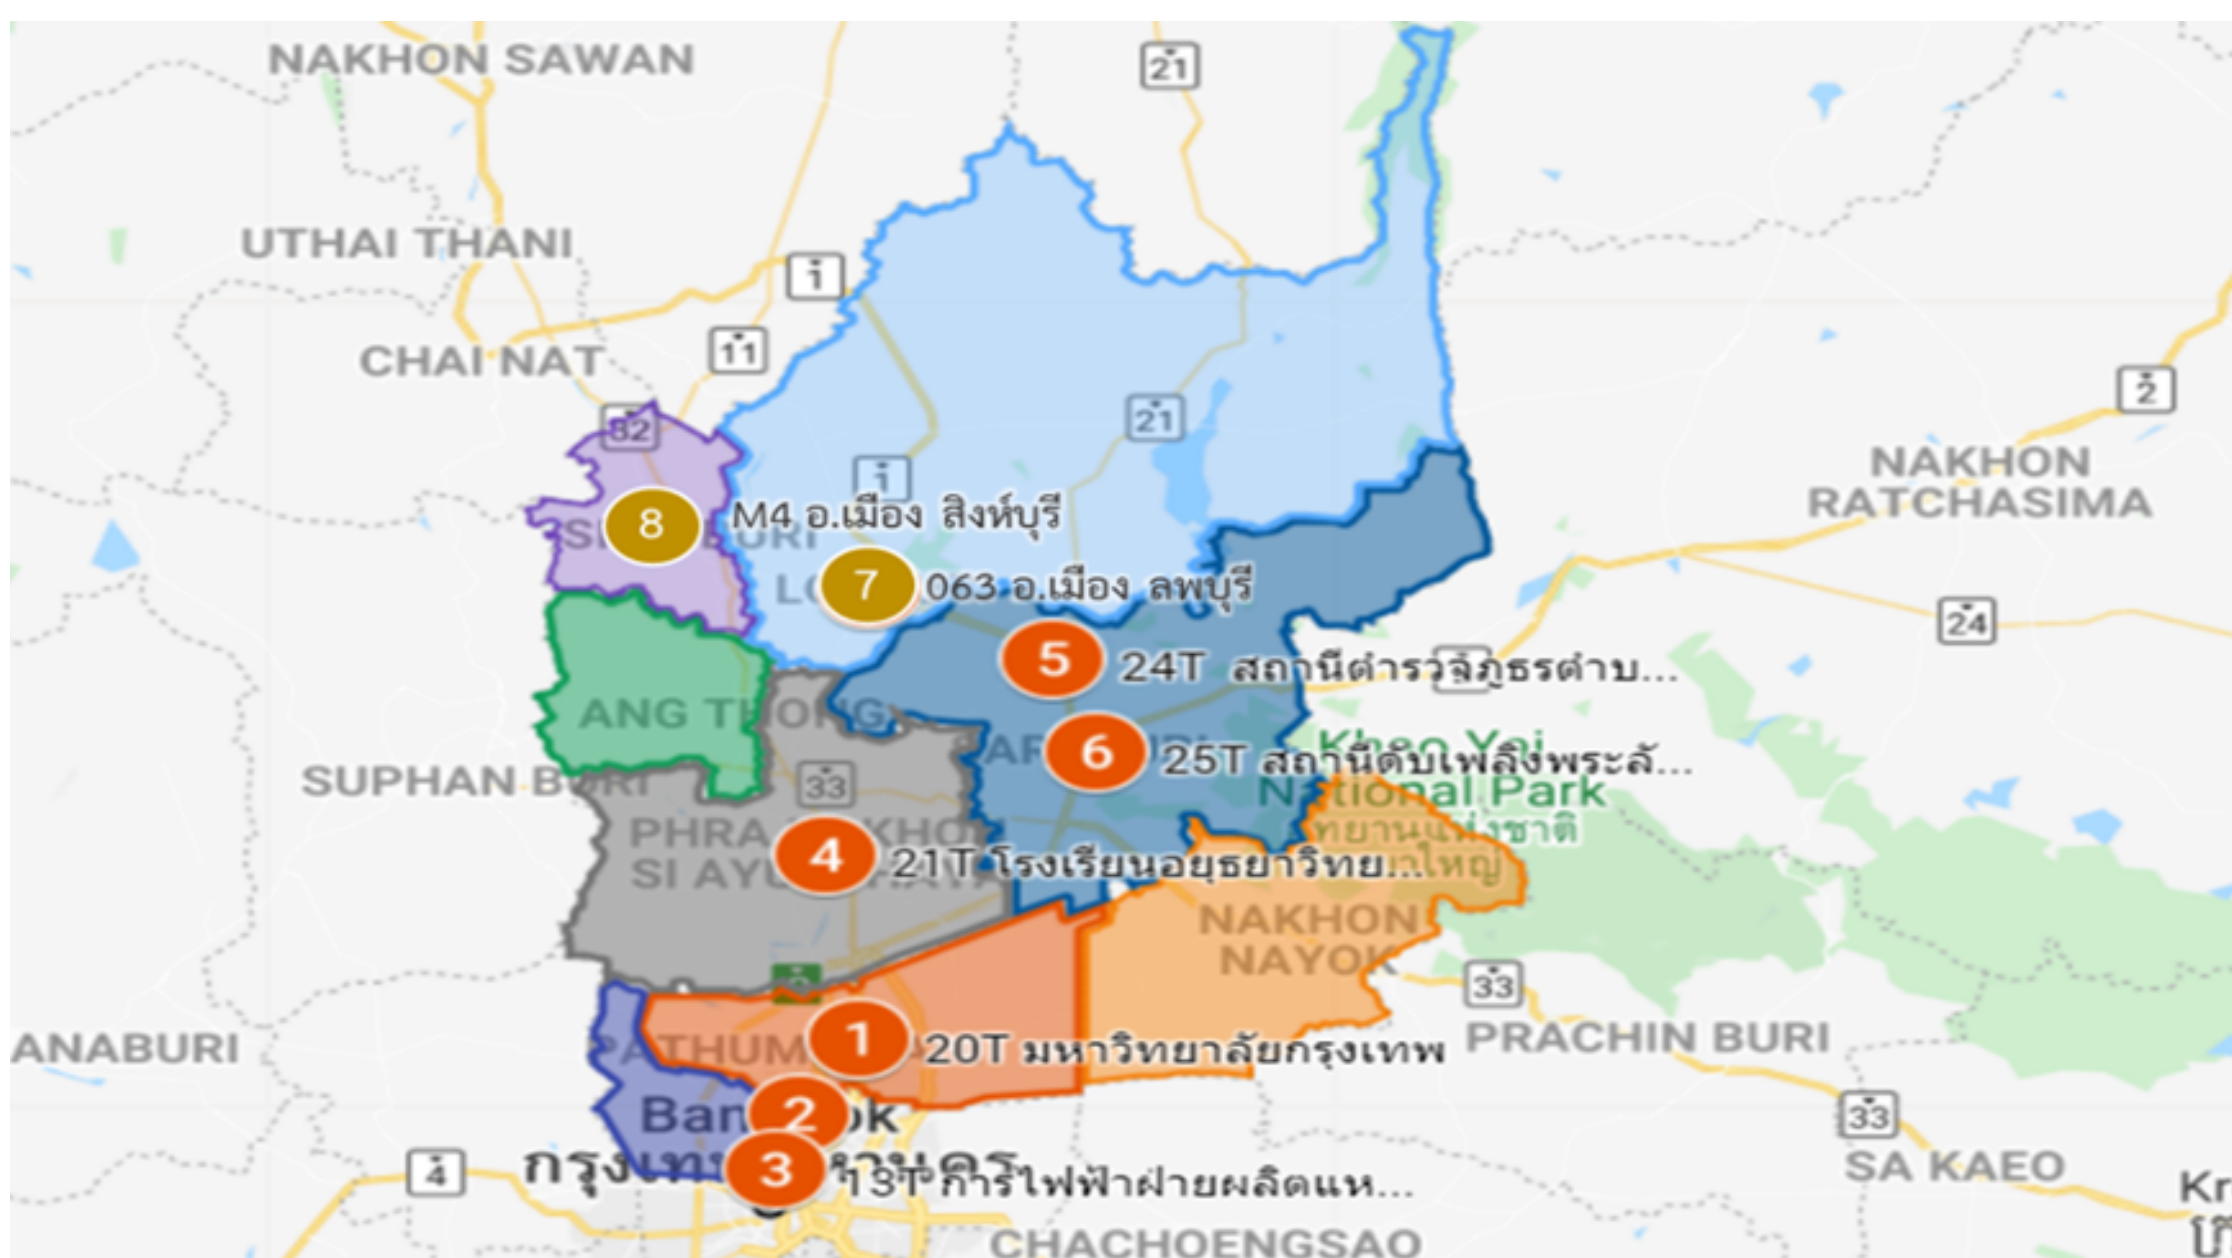 NAKHON SAWAN
21
UTHAI THANI
1
11
CHAI NAT
2
32
21
NAKHON
RATCHASIMA
1
8
M4 อ.เมือง สิงห์บุรี
7
063 อ.เมือง ลพบุรี
24
5
24T สถานีตำรวจภูธรตำบ...
ANG THONG
6
25T สถานีดับเพลิงพระลั...
Khao Yai
National Park
SUPHAN BURI
33
4
21T โรงเรียนอยุธยาวิทย...
NAKHON
NAYOK
33
1
20T มหาวิทยาลัยกรุงเทพ
PRACHIN BURI
ANABURI
2
33
4
3
13T การไฟฟ้าฝ่ายผลิตแห...
SA KAEO
Kr
CHACHOENGSAO